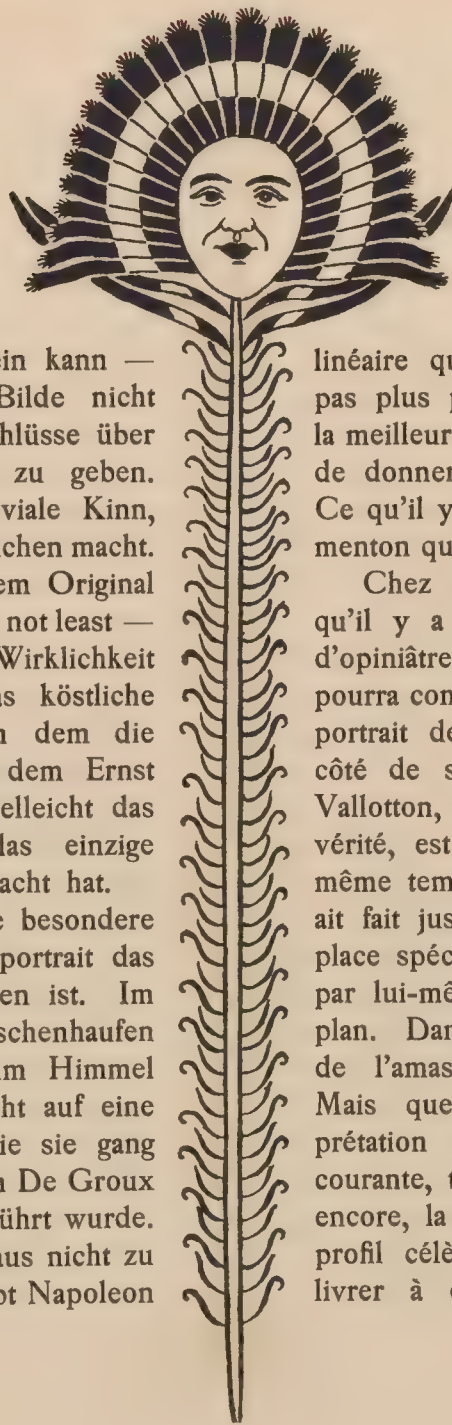 ein kann —
Bilde nicht
hlüsse über
zu geben.
viale Kinn,
ichen macht.
em Original
not least —
Wirklichkeit
as köstliche
n dem die
dem Ernst
elleicht das
las einzige
acht hat.
e besondere
portrait das
en ist. Im
schenhaufen
m Himmel
ht auf eine
ie sie gang
n De Groux
ührt wurde.
aus nicht zu
ot Napoleon
linéaire qu
pas plus p
la meilleur
de donner
Ce qu'il y
menton qu
Chez
qu'il y a
d'opiniâtre
pourra con
portrait de
côté de s
Vallotton,
vérité, est
même tem
ait fait jus
place spéc
par lui-mê
plan. Dan
de l'amas
Mais que
prétation
courante, t
encore, la
profil célè
livrer à c